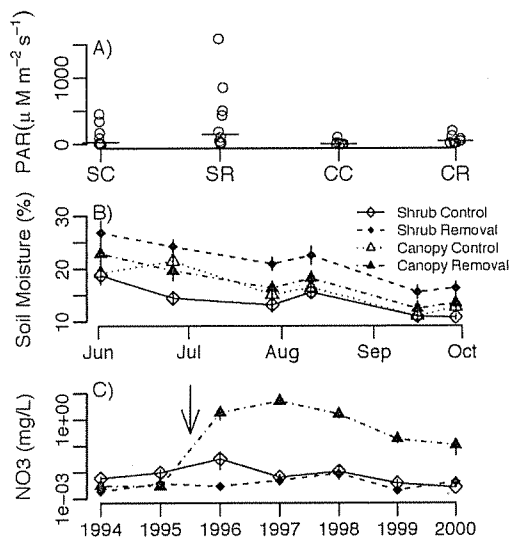 A)
PAR(μ M m⁻² s⁻¹)
1000
0
SC SR CC CR
B)
Soil Moisture (%)
30
20
10
Shrub Control
Shrub Removal
Canopy Control
Canopy Removal
Jun Jul Aug Sep Oct
C)
NO3 (mg/L)
1e+00
1e-03
1994 1995 1996 1997 1998 1999 2000